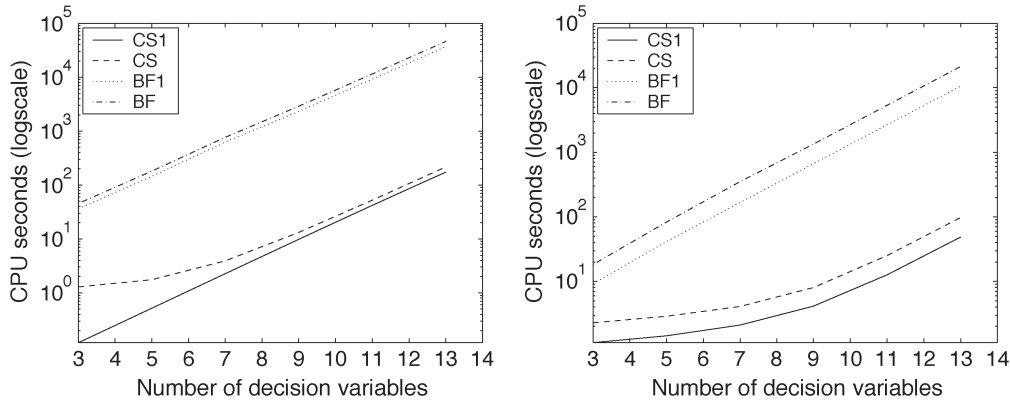 CPU seconds (logscale)
10^5
10^4
10^3
10^2
10^1
10^0
CS1
CS
BF1
BF
3 4 5 6 7 8 9 10 11 12 13 14
Number of decision variables
CPU seconds (logscale)
10^5
10^4
10^3
10^2
10^1
CS1
CS
BF1
BF
3 4 5 6 7 8 9 10 11 12 13 14
Number of decision variables